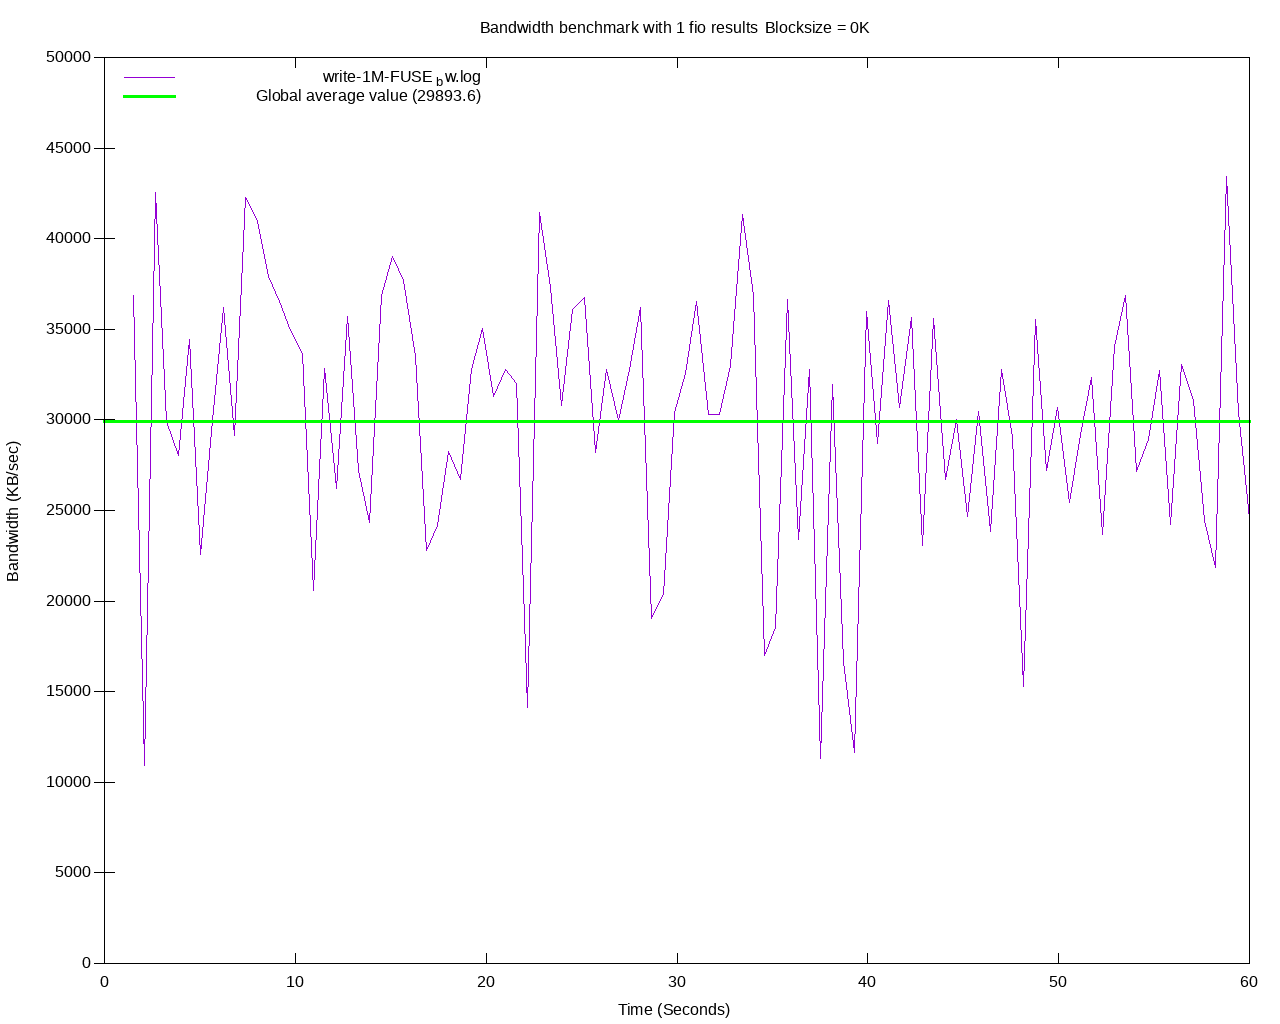 Bandwidth benchmark with 1 fio results Blocksize = 0K
50000
write-1M-FUSE_bw.log
Global average value (29893.6)
45000
40000
35000
30000
25000
20000
15000
10000
5000
0
Bandwidth (KB/sec)
0 10 20 30 40 50 60
Time (Seconds)